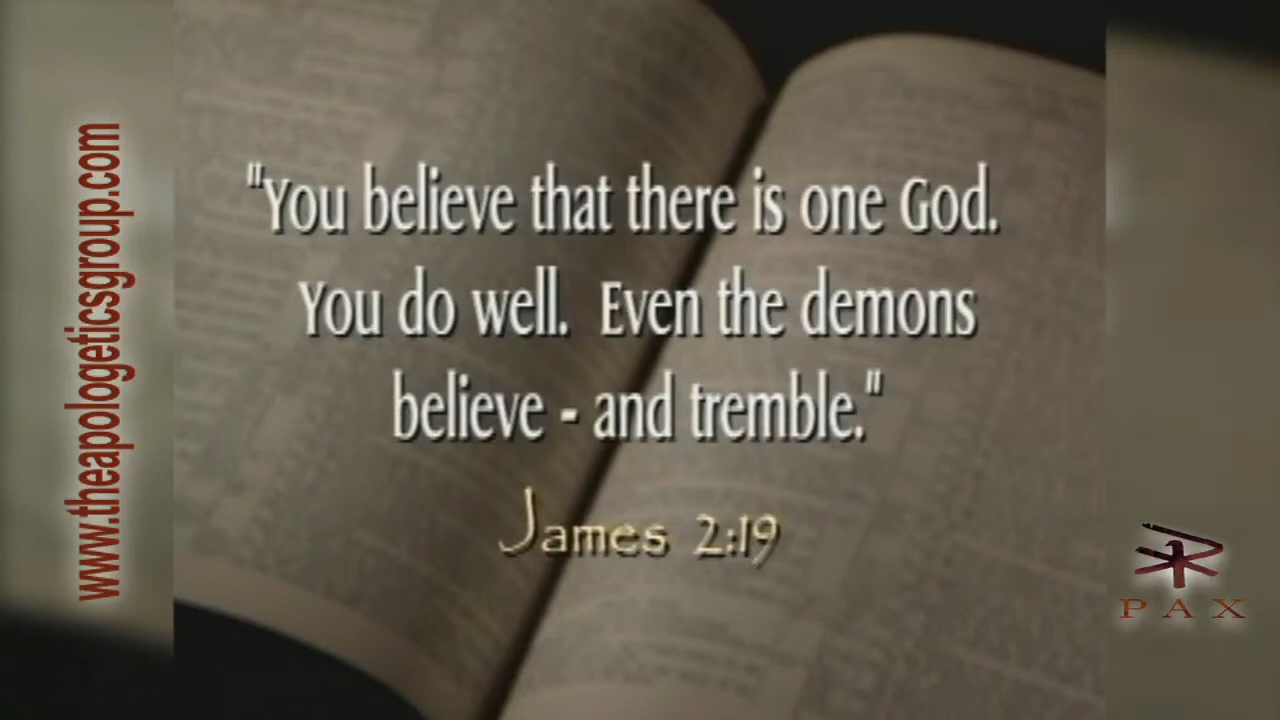 "You believe that there is one God.
You do well. Even the demons
believe - and tremble."
James 2:19
www.theapologeticsgroup.com
PAX